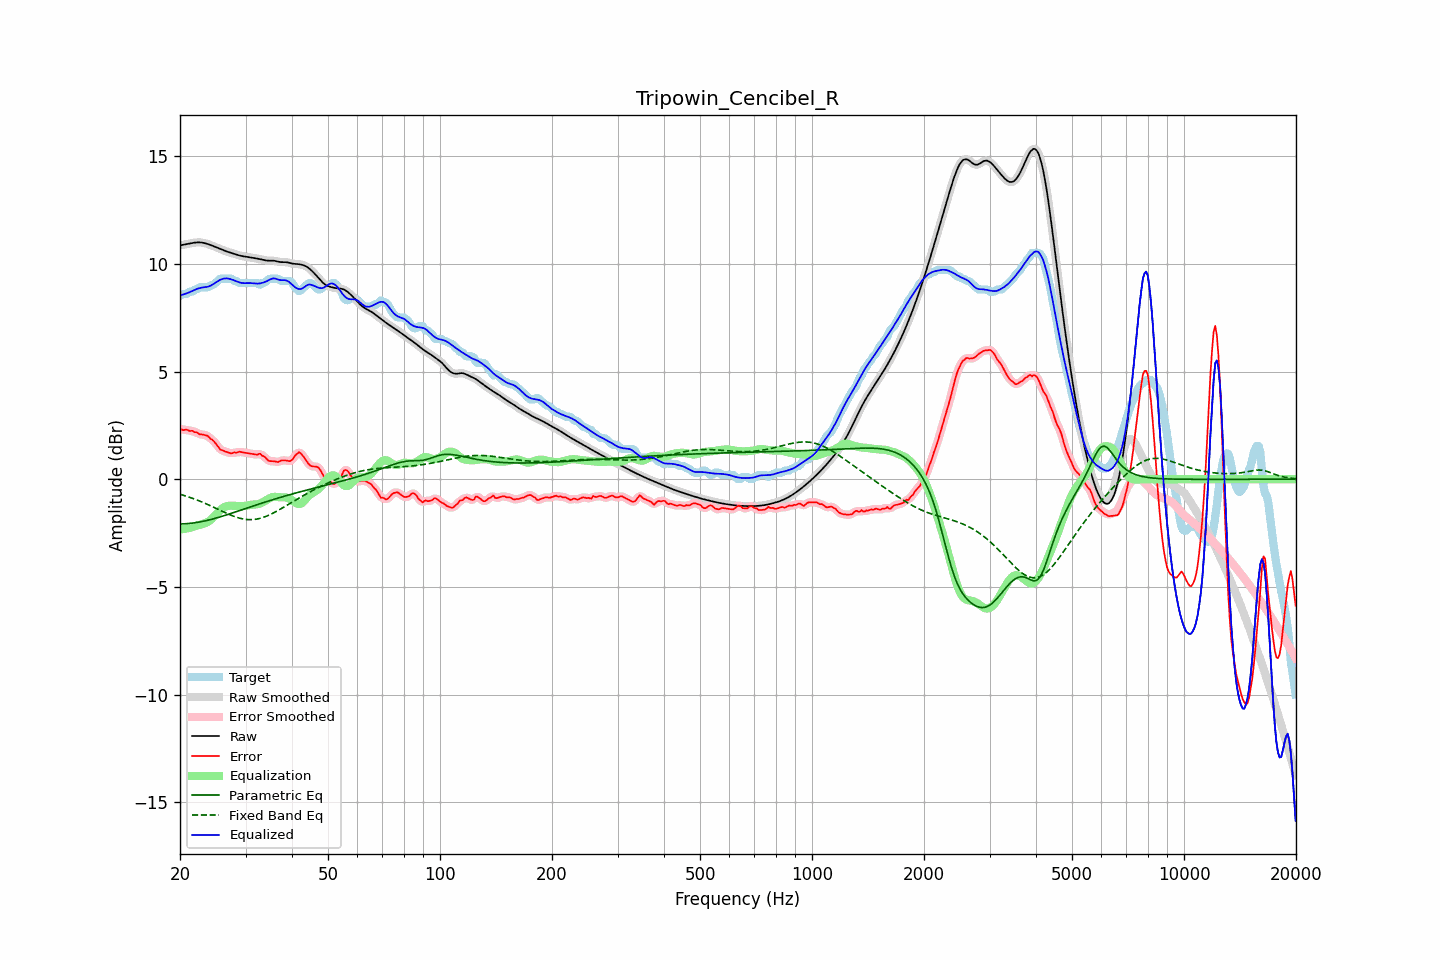 Tripowin_Cencibel_R
Amplitude (dBr)
15
10
5
0
−5
−10
−15
Target
Raw Smoothed
Error Smoothed
Raw
Error
Equalization
Parametric Eq
Fixed Band Eq
Equalized
20 50 100 200 500 1000 2000 5000 10000 20000
Frequency (Hz)